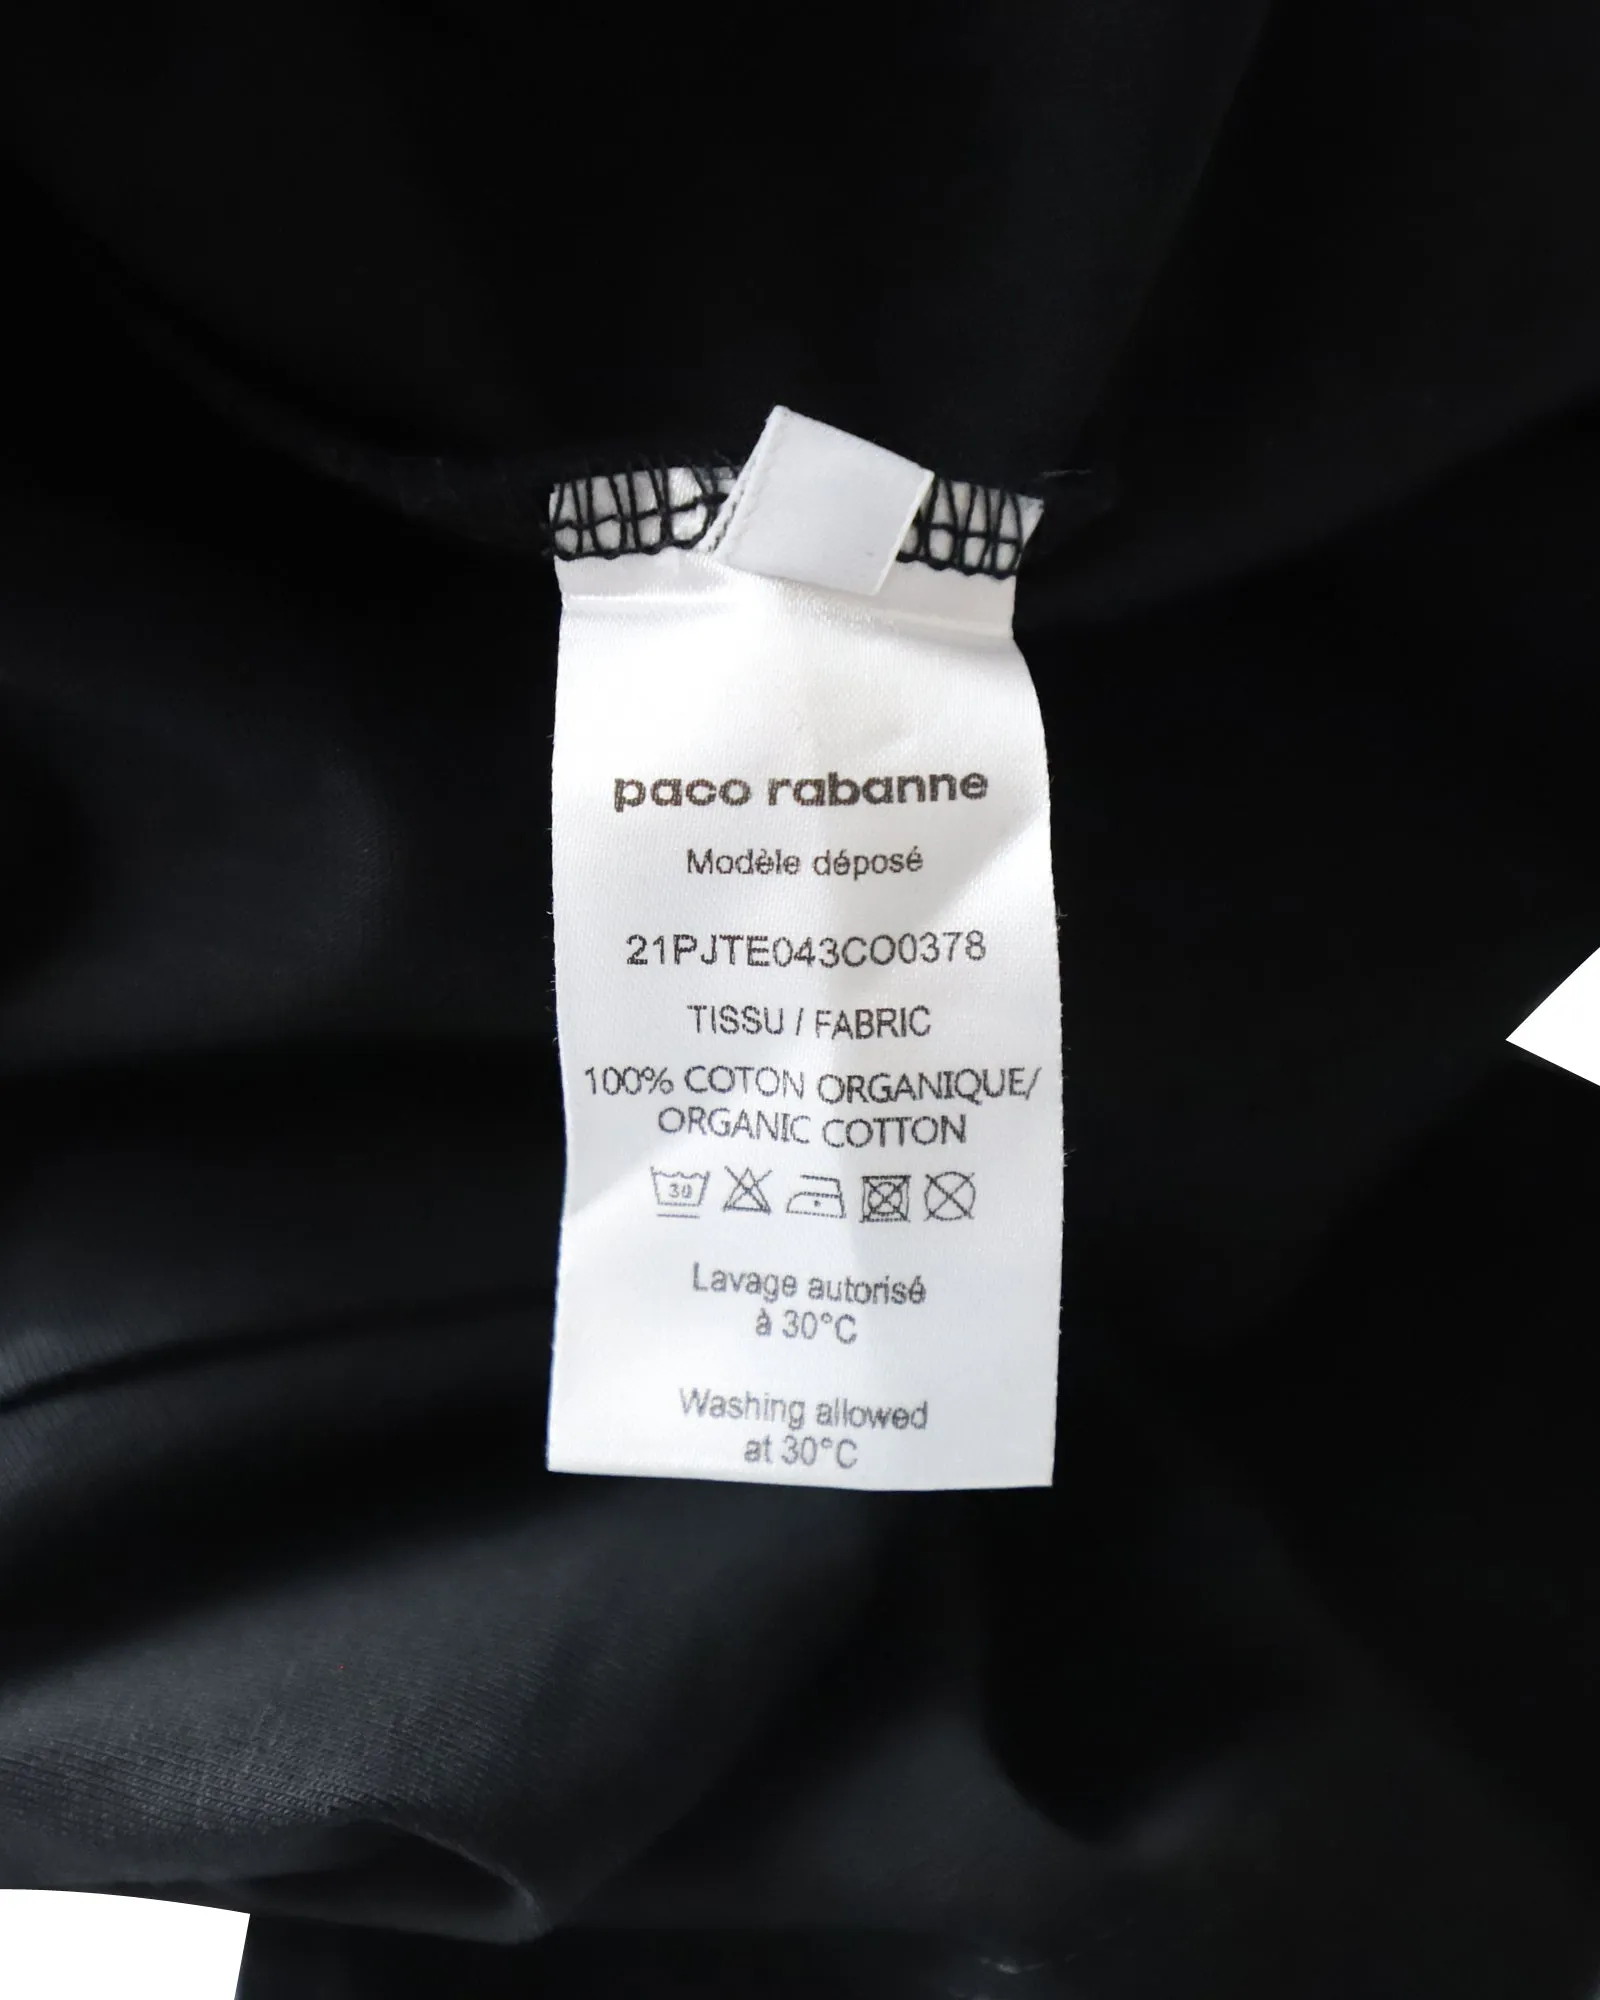 paco rabanne
Modèle déposé
21PJTE043CO0378
TISSU / FABRIC
100% COTON ORGANIQUE/
ORGANIC COTTON
30
Lavage autorisé
à 30°C
Washing allowed
at 30°C